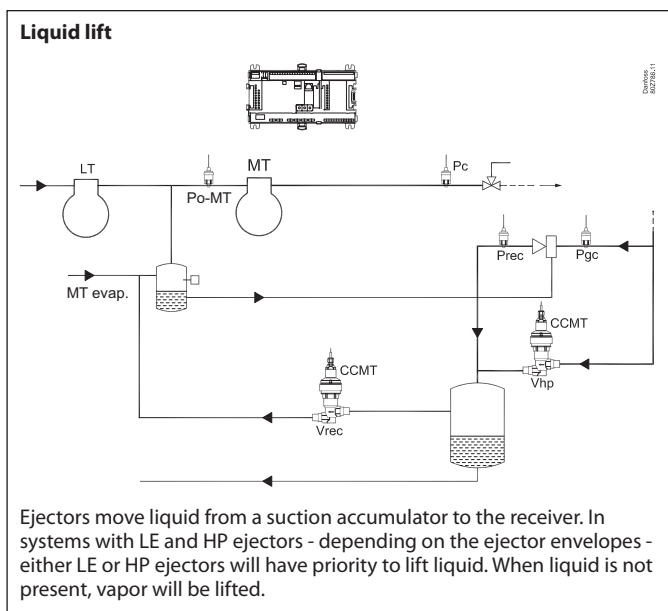 Liquid lift
Danfoss
80Z786.11
LT
Po-MT
MT
Pc
MT evap.
Prec
Pgc
CCMT
Vhp
CCMT
Vrec
Ejectors move liquid from a suction accumulator to the receiver. In
systems with LE and HP ejectors - depending on the ejector envelopes -
either LE or HP ejectors will have priority to lift liquid. When liquid is not
present, vapor will be lifted.